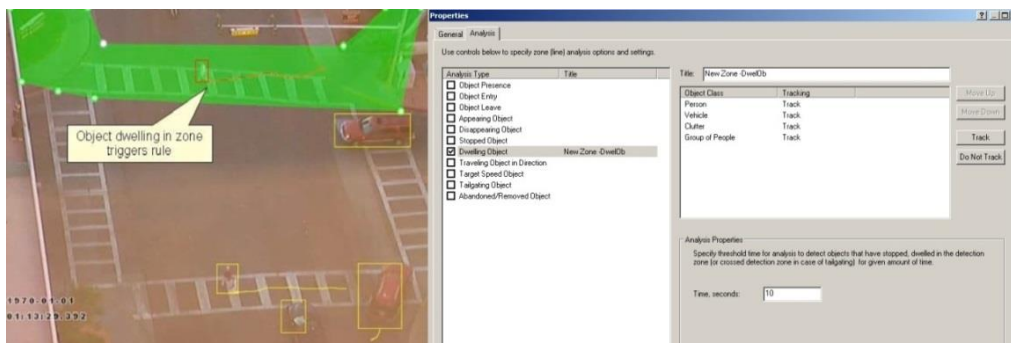 Object dwelling in zone
triggers rule
1970-01-01
01:13:29.392
Properties
General Analysis
Use controls below to specify zone (line) analysis options and settings.
Analysis Type Title
Object Presence
Object Entry
Object Leave
Appearing Object
Disappearing Object
Stopped Object
Dwelling Object New Zone -DwelOb
Traveling Object in Direction
Target Speed Object
Tailgating Object
Abandoned/Removed Object
Title: New Zone -DwelOb
Object Class Tracking
Person Track
Vehicle Track
Clutter Track
Group of People Track
Move Up
Move Down
Track
Do Not Track
Analysis Properties
Specify threshold time for analysis to detect objects that have stopped, dwelled in the detection
zone (or crossed detection zone in case of tailgating) for given amount of time.
Time, seconds: 10